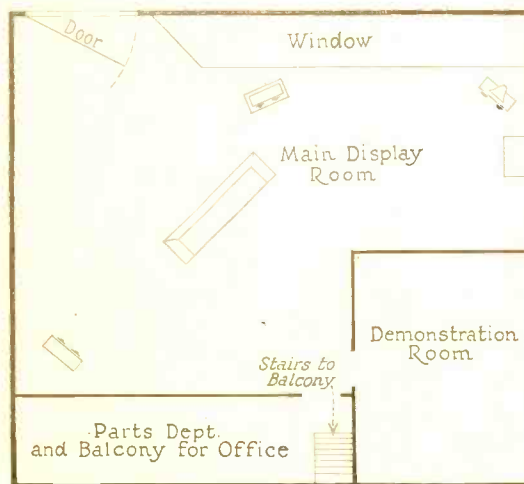 Door
Window
Main Display
Room
Demonstration
Room
Stairs to
Balcony
Parts Dept.
and Balcony for Office